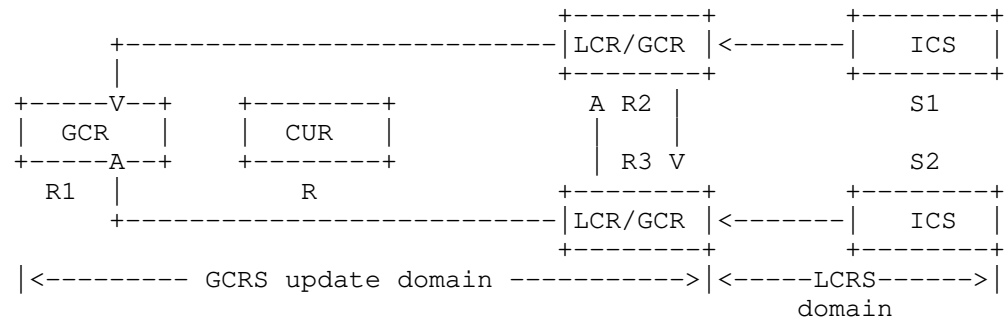 LCR/GCR ICS
GCR CUR R2 S1
R3 S2
R1 R
LCR/GCR ICS
GCRS update domain LCRS
domain